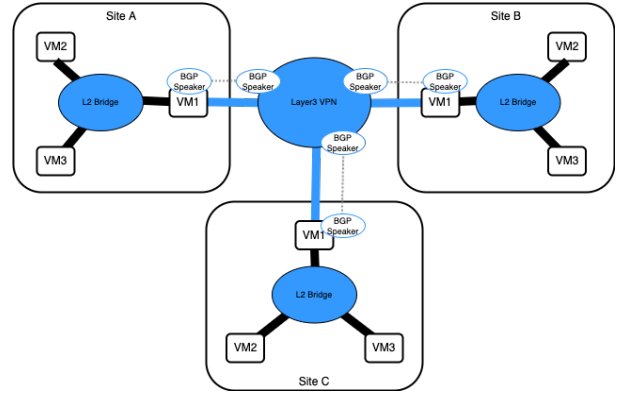 Site A
VM2
L2 Bridge
VM3
VM1
BGP
Speaker
BGP
Speaker
Layer3 VPN
BGP
Speaker
BGP
Speaker
Site B
VM1
L2 Bridge
VM2
VM3
BGP
Speaker
BGP
Speaker
VM1
L2 Bridge
VM2
VM3
Site C